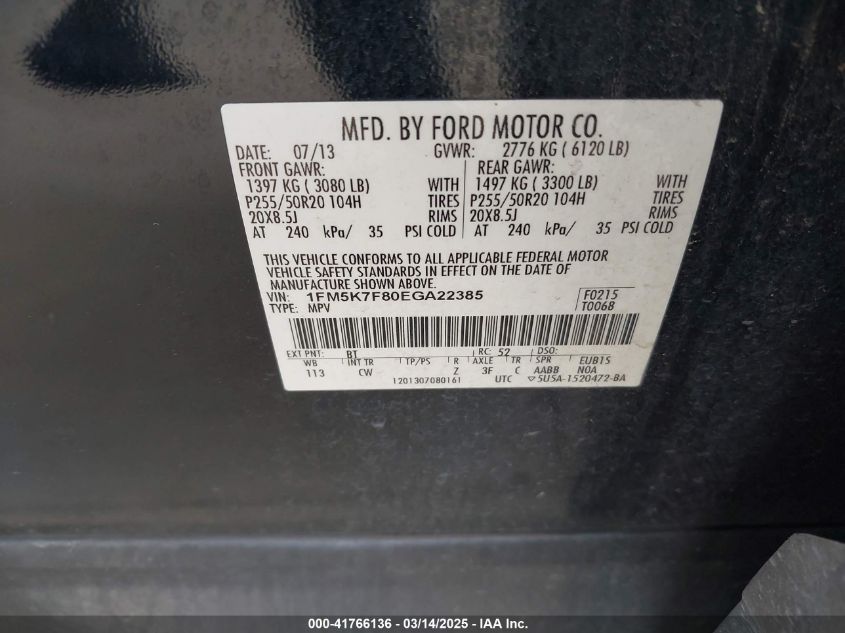 MFD. BY FORD MOTOR CO.
DATE: 07/13 GVWR: 2776 KG ( 6120 LB)
FRONT GAWR: REAR GAWR:
1397 KG ( 3080 LB) WITH 1497 KG ( 3300 LB) WITH
P255/50R20 104H TIRES P255/50R20 104H TIRES
20X8.5J RIMS 20X8.5J RIMS
AT 240 kPa/ 35 PSI COLD AT 240 kPa/ 35 PSI COLD
THIS VEHICLE CONFORMS TO ALL APPLICABLE FEDERAL MOTOR
VEHICLE SAFETY STANDARDS IN EFFECT ON THE DATE OF
MANUFACTURE SHOWN ABOVE.
VIN: 1FM5K7F80EGA22385 F0215
TYPE: MPV T0068
EXT PNT: BT RC: 52 DSO:
WB INT TR TP/PS R AXLE TR SPR EUB1S
113 CW Z 3F C AABB N0A
1201307080161 UTC ▽5U5A-1520472-BA
000-41766136 - 03/14/2025 - IAA Inc.